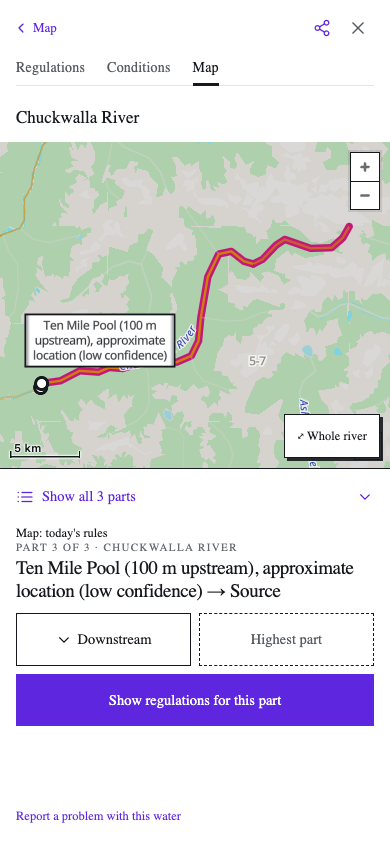 Map
Regulations
Conditions
Map
Chuckwalla River
+
−
Ten Mile Pool (100 m
upstream), approximate
location (low confidence)
River
5-7
5 km
Whole river
Show all 3 parts
Map: today's rules
PART 3 OF 3 · CHUCKWALLA RIVER
Ten Mile Pool (100 m upstream), approximate
location (low confidence) → Source
Downstream
Highest part
Show regulations for this part
Report a problem with this water